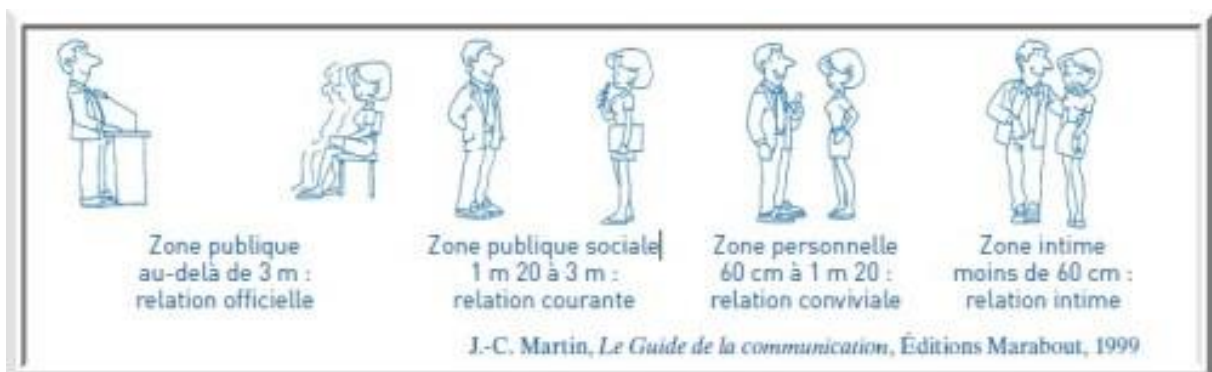 Zone publique
au-delà de 3 m :
relation officielle
Zone publique sociale
1 m 20 à 3 m :
relation courante
Zone personnelle
60 cm à 1 m 20 :
relation conviviale
Zone intime
moins de 60 cm :
relation intime
J.-C. Martin, Le Guide de la communication, Éditions Marabout, 1999